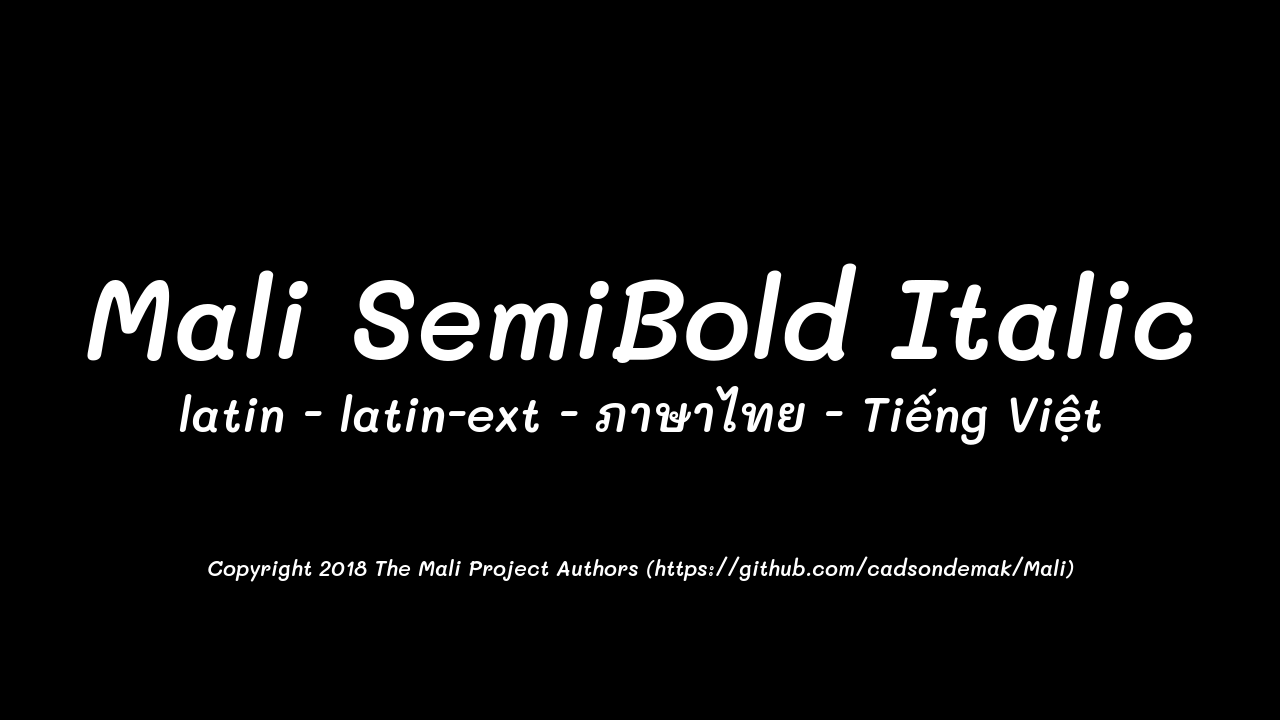 Mali SemiBold Italic
latin - latin-ext - ภาษาไทย - Tiếng Việt
Copyright 2018 The Mali Project Authors (https://github.com/cadsondemak/Mali)